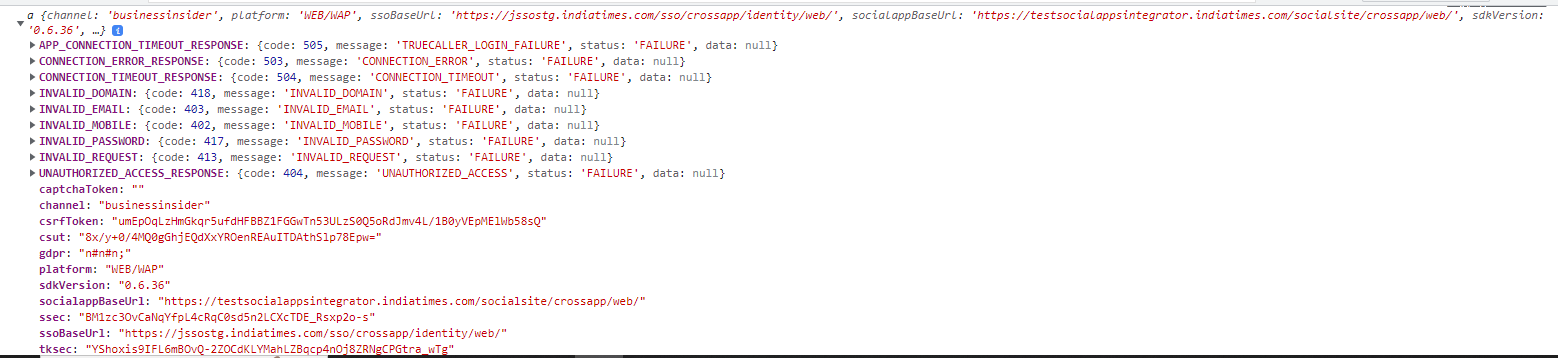 a {channel: 'businessinsider', platform: 'WEB/WAP', ssoBaseUrl: 'https://jssostg.indiatimes.com/sso/crossapp/identity/web/', socialappBaseUrl: 'https://testsocialappsintegrator.indiatimes.com/socialsite/crossapp/web/', sdkVersion:
'0.6.36', …} i
APP_CONNECTION_TIMEOUT_RESPONSE: {code: 505, message: 'TRUECALLER_LOGIN_FAILURE', status: 'FAILURE', data: null}
CONNECTION_ERROR_RESPONSE: {code: 503, message: 'CONNECTION_ERROR', status: 'FAILURE', data: null}
CONNECTION_TIMEOUT_RESPONSE: {code: 504, message: 'CONNECTION_TIMEOUT', status: 'FAILURE', data: null}
INVALID_DOMAIN: {code: 418, message: 'INVALID_DOMAIN', status: 'FAILURE', data: null}
INVALID_EMAIL: {code: 403, message: 'INVALID_EMAIL', status: 'FAILURE', data: null}
INVALID_MOBILE: {code: 402, message: 'INVALID_MOBILE', status: 'FAILURE', data: null}
INVALID_PASSWORD: {code: 417, message: 'INVALID_PASSWORD', status: 'FAILURE', data: null}
INVALID_REQUEST: {code: 413, message: 'INVALID_REQUEST', status: 'FAILURE', data: null}
UNAUTHORIZED_ACCESS_RESPONSE: {code: 404, message: 'UNAUTHORIZED_ACCESS', status: 'FAILURE', data: null}
captchaToken: ""
channel: "businessinsider"
csrfToken: "umEpOqLzHmGkqr5ufdHFBBZ1FGGwTn53ULzS0Q5oRdJmv4L/1B0yVEpMElWb58sQ"
csut: "8x/y+0/4MQ0gGhjEQdXxYROenREAuITDAthSlp78Epw="
gdpr: "n#n#n;"
platform: "WEB/WAP"
sdkVersion: "0.6.36"
socialappBaseUrl: "https://testsocialappsintegrator.indiatimes.com/socialsite/crossapp/web/"
ssec: "BM1zc3OvCaNqYfpL4cRqC0sd5n2LCXcTDE_Rsxp2o-s"
ssoBaseUrl: "https://jssostg.indiatimes.com/sso/crossapp/identity/web/"
tksec: "YShoxis9IFL6mBOvQ-2ZOCdKLYMahLZBqcp4nOj8ZRNgCPGtra_wTg"